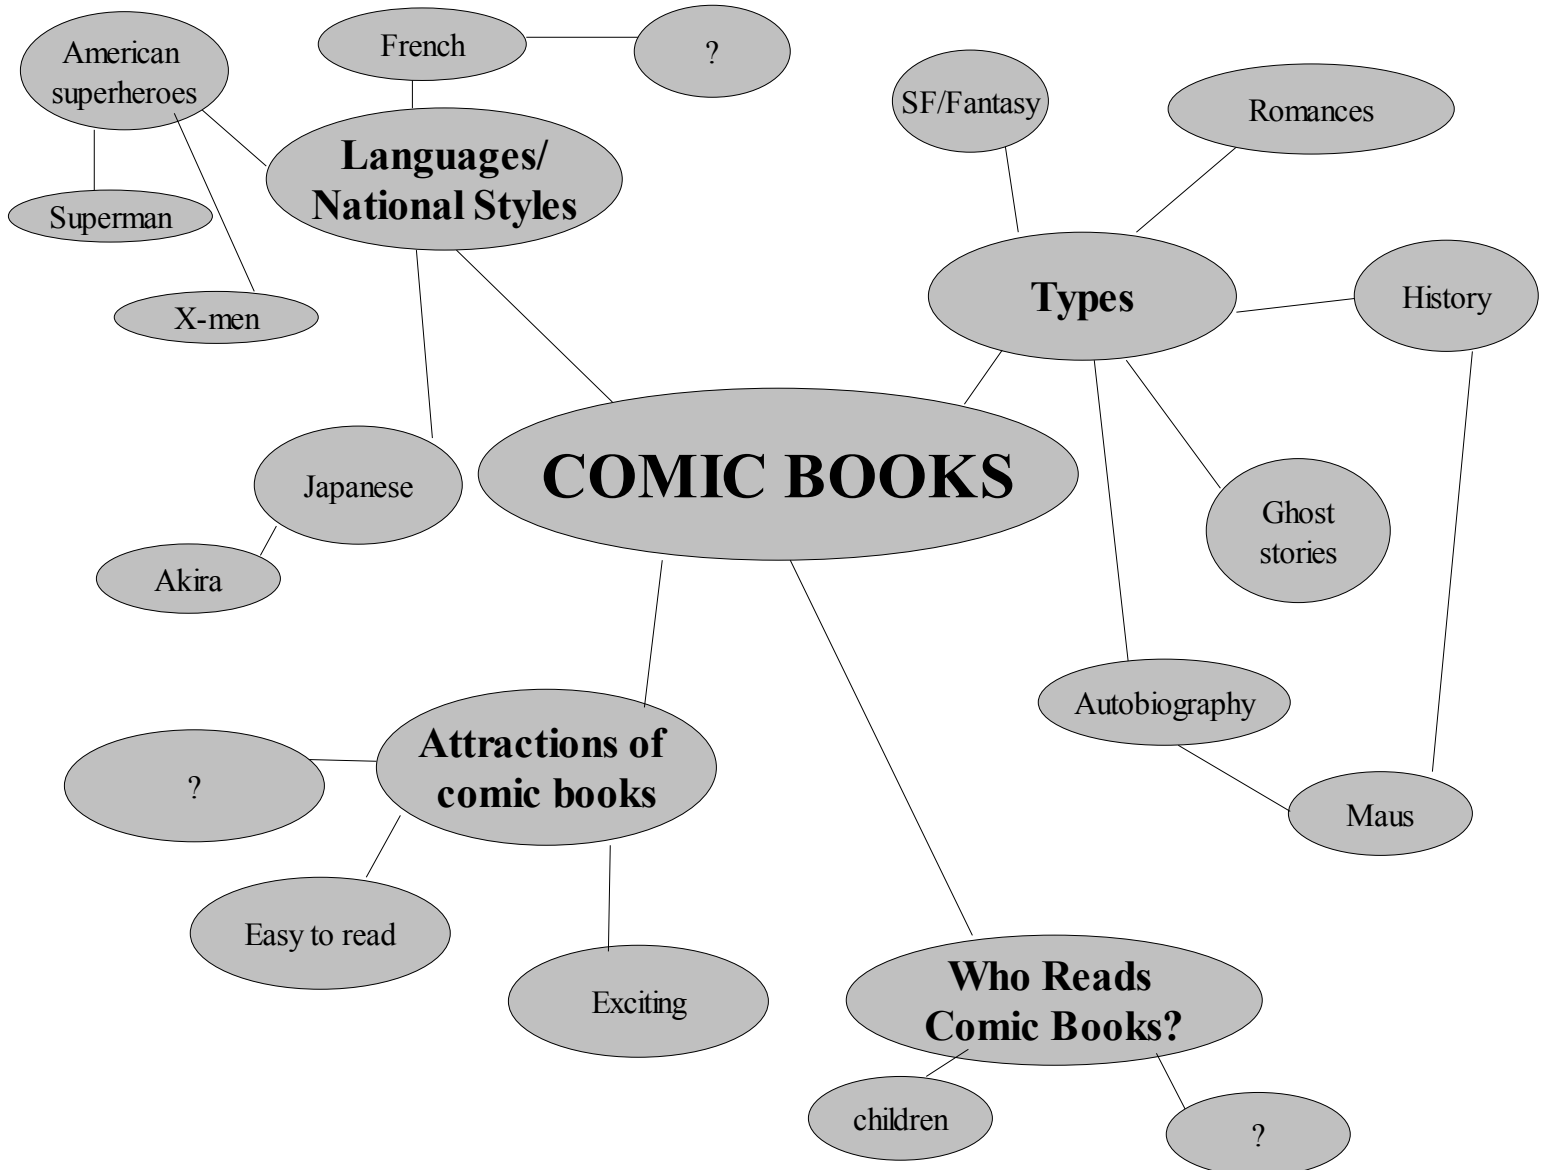 American
superheroes
French
?
SF/Fantasy
Romances
Languages/
National Styles
Superman
X-men
Types
History
COMIC BOOKS
Japanese
Akira
Ghost
stories
Autobiography
Maus
Attractions of
comic books
?
Easy to read
Exciting
Who Reads
Comic Books?
children
?